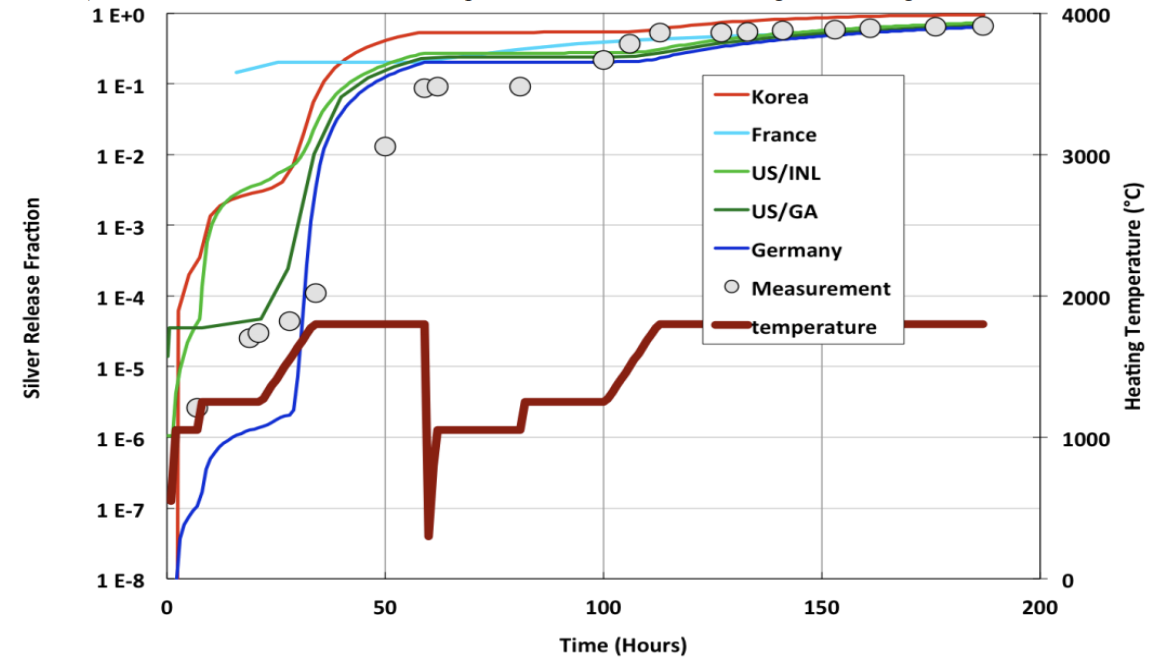 1 E+0
1 E-1
1 E-2
1 E-3
1 E-4
1 E-5
1 E-6
1 E-7
1 E-8
Silver Release Fraction
4000
3000
2000
1000
0
Heating Temperature (°C)
Korea
France
US/INL
US/GA
Germany
Measurement
temperature
0 50 100 150 200
Time (Hours)